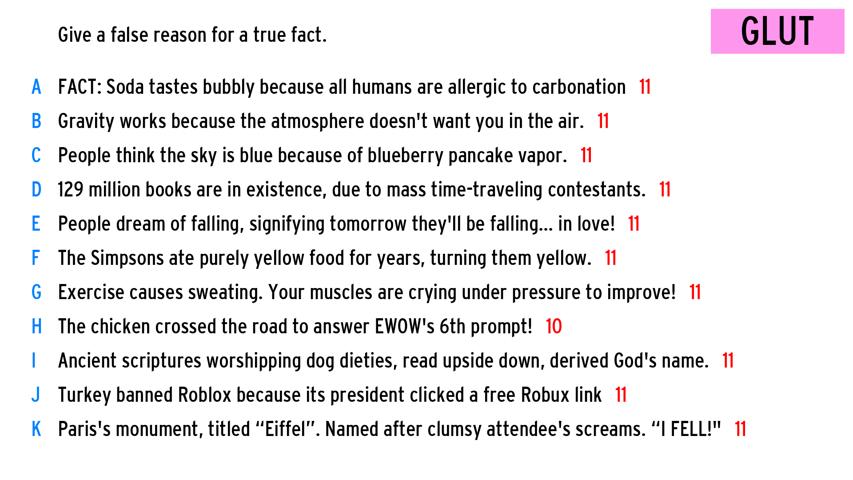 Give a false reason for a true fact.
GLUT
A FACT: Soda tastes bubbly because all humans are allergic to carbonation 11
B Gravity works because the atmosphere doesn't want you in the air. 11
C People think the sky is blue because of blueberry pancake vapor. 11
D 129 million books are in existence, due to mass time-traveling contestants. 11
E People dream of falling, signifying tomorrow they'll be falling... in love! 11
F The Simpsons ate purely yellow food for years, turning them yellow. 11
G Exercise causes sweating. Your muscles are crying under pressure to improve! 11
H The chicken crossed the road to answer EWOW's 6th prompt! 10
I Ancient scriptures worshipping dog dieties, read upside down, derived God's name. 11
J Turkey banned Roblox because its president clicked a free Robux link 11
K Paris's monument, titled “Eiffel”. Named after clumsy attendee's screams. “I FELL!" 11